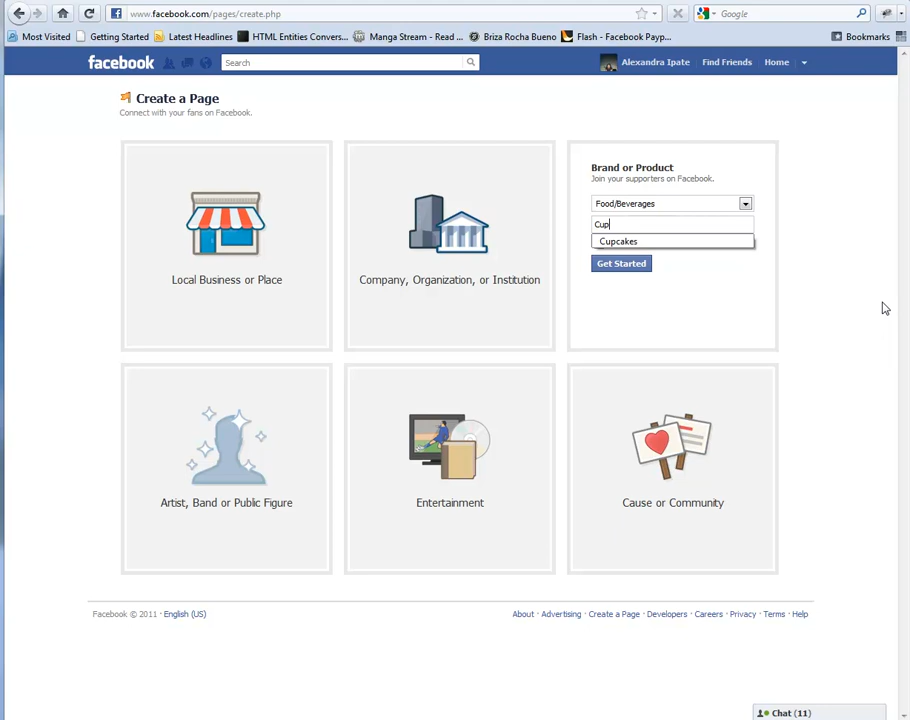 www.facebook.com/pages/create.php
Google
Most Visited
Getting Started
Latest Headlines
HTML Entities Convers...
Manga Stream - Read ...
Briza Rocha Bueno
Flash - Facebook Payp...
Bookmarks
facebook
Search
Alexandra Ipate
Find Friends
Home
Create a Page
Connect with your fans on Facebook.
Local Business or Place
Company, Organization, or Institution
Brand or Product
Join your supporters on Facebook.
Food/Beverages
Cup
Cupcakes
Get Started
Artist, Band or Public Figure
Entertainment
Cause or Community
Facebook © 2011 · English (US)
About · Advertising · Create a Page · Developers · Careers · Privacy · Terms · Help
Chat (11)